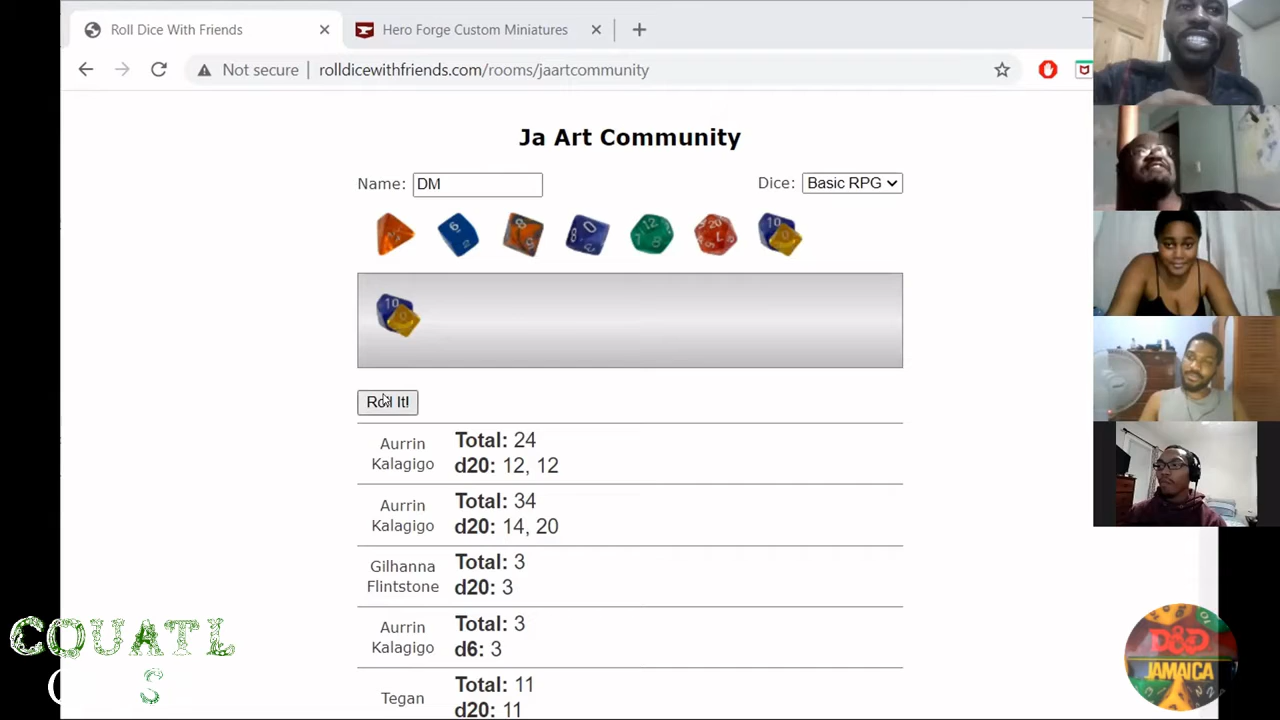 Roll Dice With Friends
Hero Forge Custom Miniatures
Not secure
rolldicewithfriends.com/rooms/jaartcommunity
Ja Art Community
Name: DM
Dice: Basic RPG
Roll It!
Aurrin Kalagigo
Total: 24
d20: 12, 12
Aurrin Kalagigo
Total: 34
d20: 14, 20
Gilhanna Flintstone
Total: 3
d20: 3
Aurrin Kalagigo
Total: 3
d6: 3
Tegan
Total: 11
d20: 11
COUATL
D&D
JAMAICA